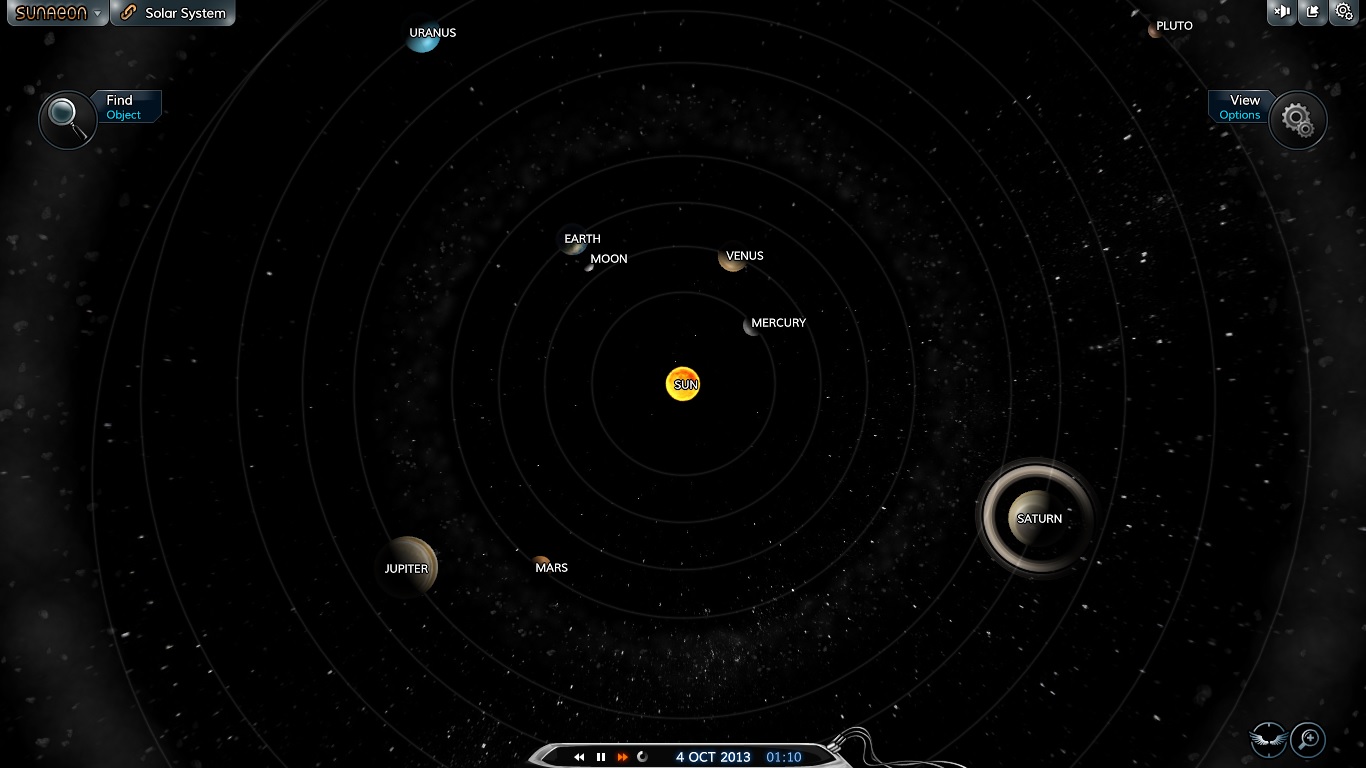 SUNAEON
Solar System
URANUS
PLUTO
Find
Object
View
Options
EARTH
MOON
VENUS
MERCURY
SUN
SATURN
JUPITER
MARS
4 OCT 2013 01:10